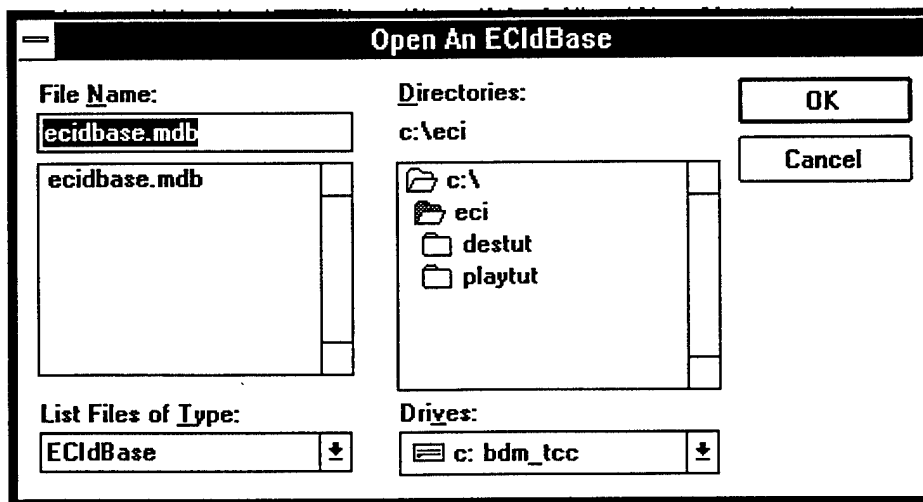 Open An ECIdBase
File Name:
ecidbase.mdb
ecidbase.mdb
List Files of Type:
ECIdBase
Directories:
c:\eci
c:\
eci
destut
playtut
Drives:
c: bdm_tcc
OK
Cancel